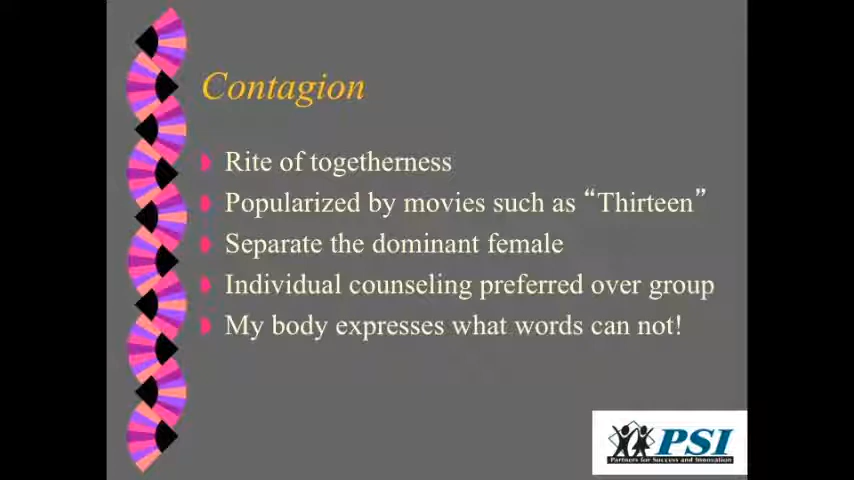 Contagion
Rite of togetherness
Popularized by movies such as “Thirteen”
Separate the dominant female
Individual counseling preferred over group
My body expresses what words can not!
PSI
Partners for Success and Innovation